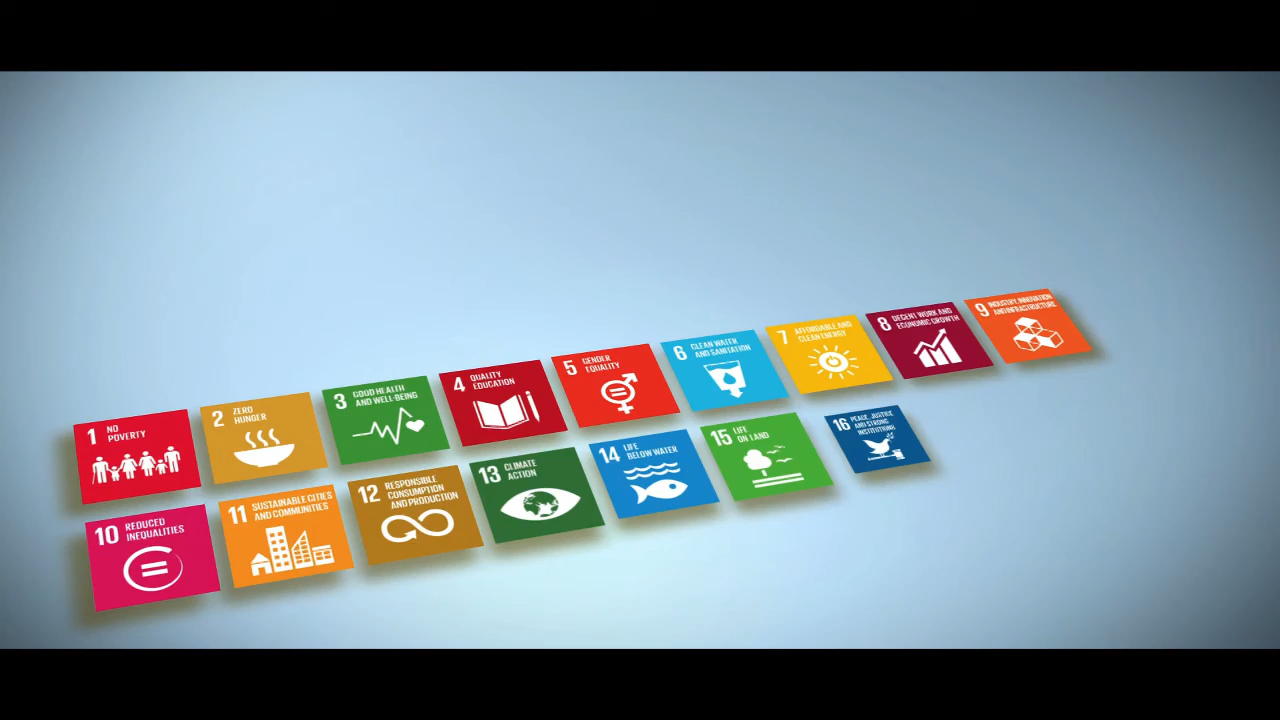 1 NO
POVERTY
2 ZERO
HUNGER
3 GOOD HEALTH
AND WELL-BEING
4 QUALITY
EDUCATION
5 GENDER
EQUALITY
6 CLEAN WATER
AND SANITATION
7 AFFORDABLE AND
CLEAN ENERGY
8 DECENT WORK AND
ECONOMIC GROWTH
9 INDUSTRY, INNOVATION
AND INFRASTRUCTURE
10 REDUCED
INEQUALITIES
11 SUSTAINABLE CITIES
AND COMMUNITIES
12 RESPONSIBLE
CONSUMPTION
AND PRODUCTION
13 CLIMATE
ACTION
14 LIFE
BELOW WATER
15 LIFE
ON LAND
16 PEACE, JUSTICE
AND STRONG
INSTITUTIONS